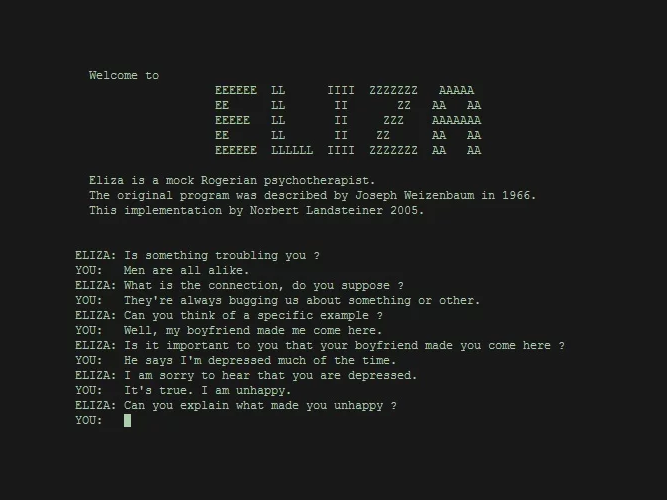 Welcome to
EEEEEE  LL      IIII  ZZZZZZZ   AAAAA
EE      LL       II       ZZ   AA   AA
EEEEE   LL       II     ZZZ    AAAAAAA
EE      LL       II    ZZ      AA   AA
EEEEEE  LLLLLL  IIII  ZZZZZZZ  AA   AA
Eliza is a mock Rogerian psychotherapist.
The original program was described by Joseph Weizenbaum in 1966.
This implementation by Norbert Landsteiner 2005.
ELIZA: Is something troubling you ?
YOU:   Men are all alike.
ELIZA: What is the connection, do you suppose ?
YOU:   They're always bugging us about something or other.
ELIZA: Can you think of a specific example ?
YOU:   Well, my boyfriend made me come here.
ELIZA: Is it important to you that your boyfriend made you come here ?
YOU:   He says I'm depressed much of the time.
ELIZA: I am sorry to hear that you are depressed.
YOU:   It's true. I am unhappy.
ELIZA: Can you explain what made you unhappy ?
YOU: